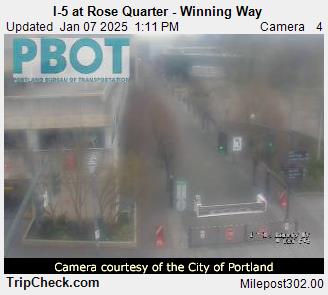 I-5 at Rose Quarter - Winning Way
Updated Jan 07 2025 1:11 PM Camera 4
PBOT
PORTLAND BUREAU OF TRANSPORTATION
Camera courtesy of the City of Portland
TripCheck.com Milepost302.00